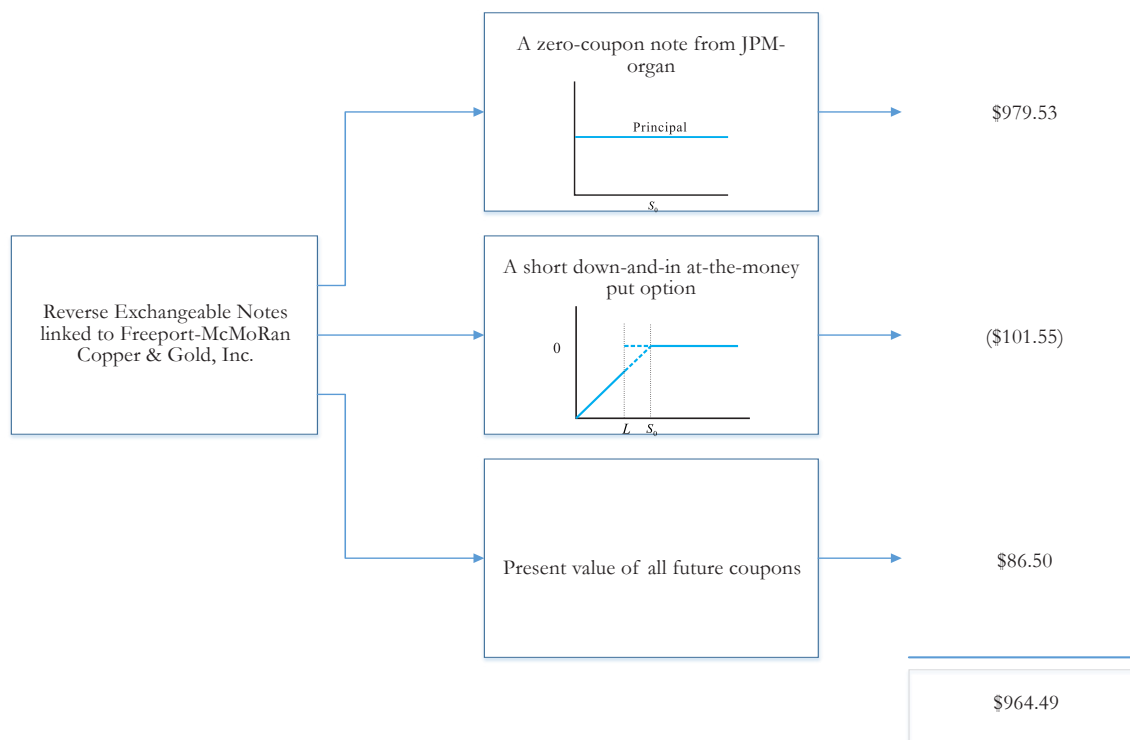 A zero-coupon note from JPM-
organ
Principal
S₀
$979.53
Reverse Exchangeable Notes
linked to Freeport-McMoRan
Copper & Gold, Inc.
A short down-and-in at-the-money
put option
0
L S₀
($101.55)
Present value of all future coupons
$86.50
$964.49